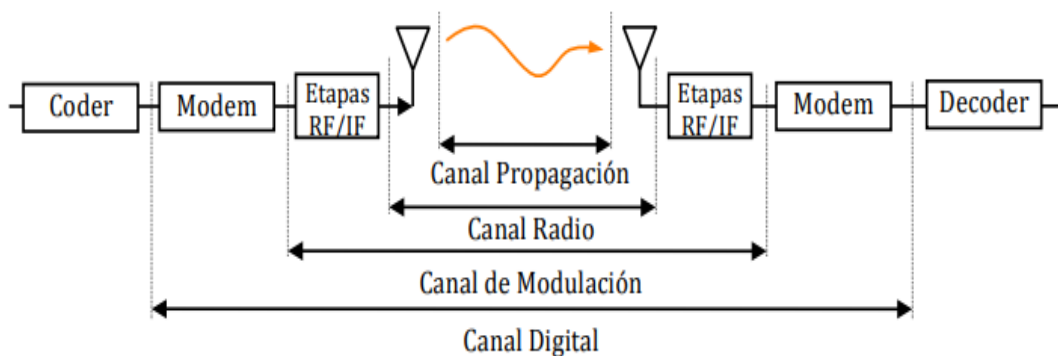 Coder
Modem
Etapas
RF/IF
Etapas
RF/IF
Modem
Decoder
Canal Propagación
Canal Radio
Canal de Modulación
Canal Digital